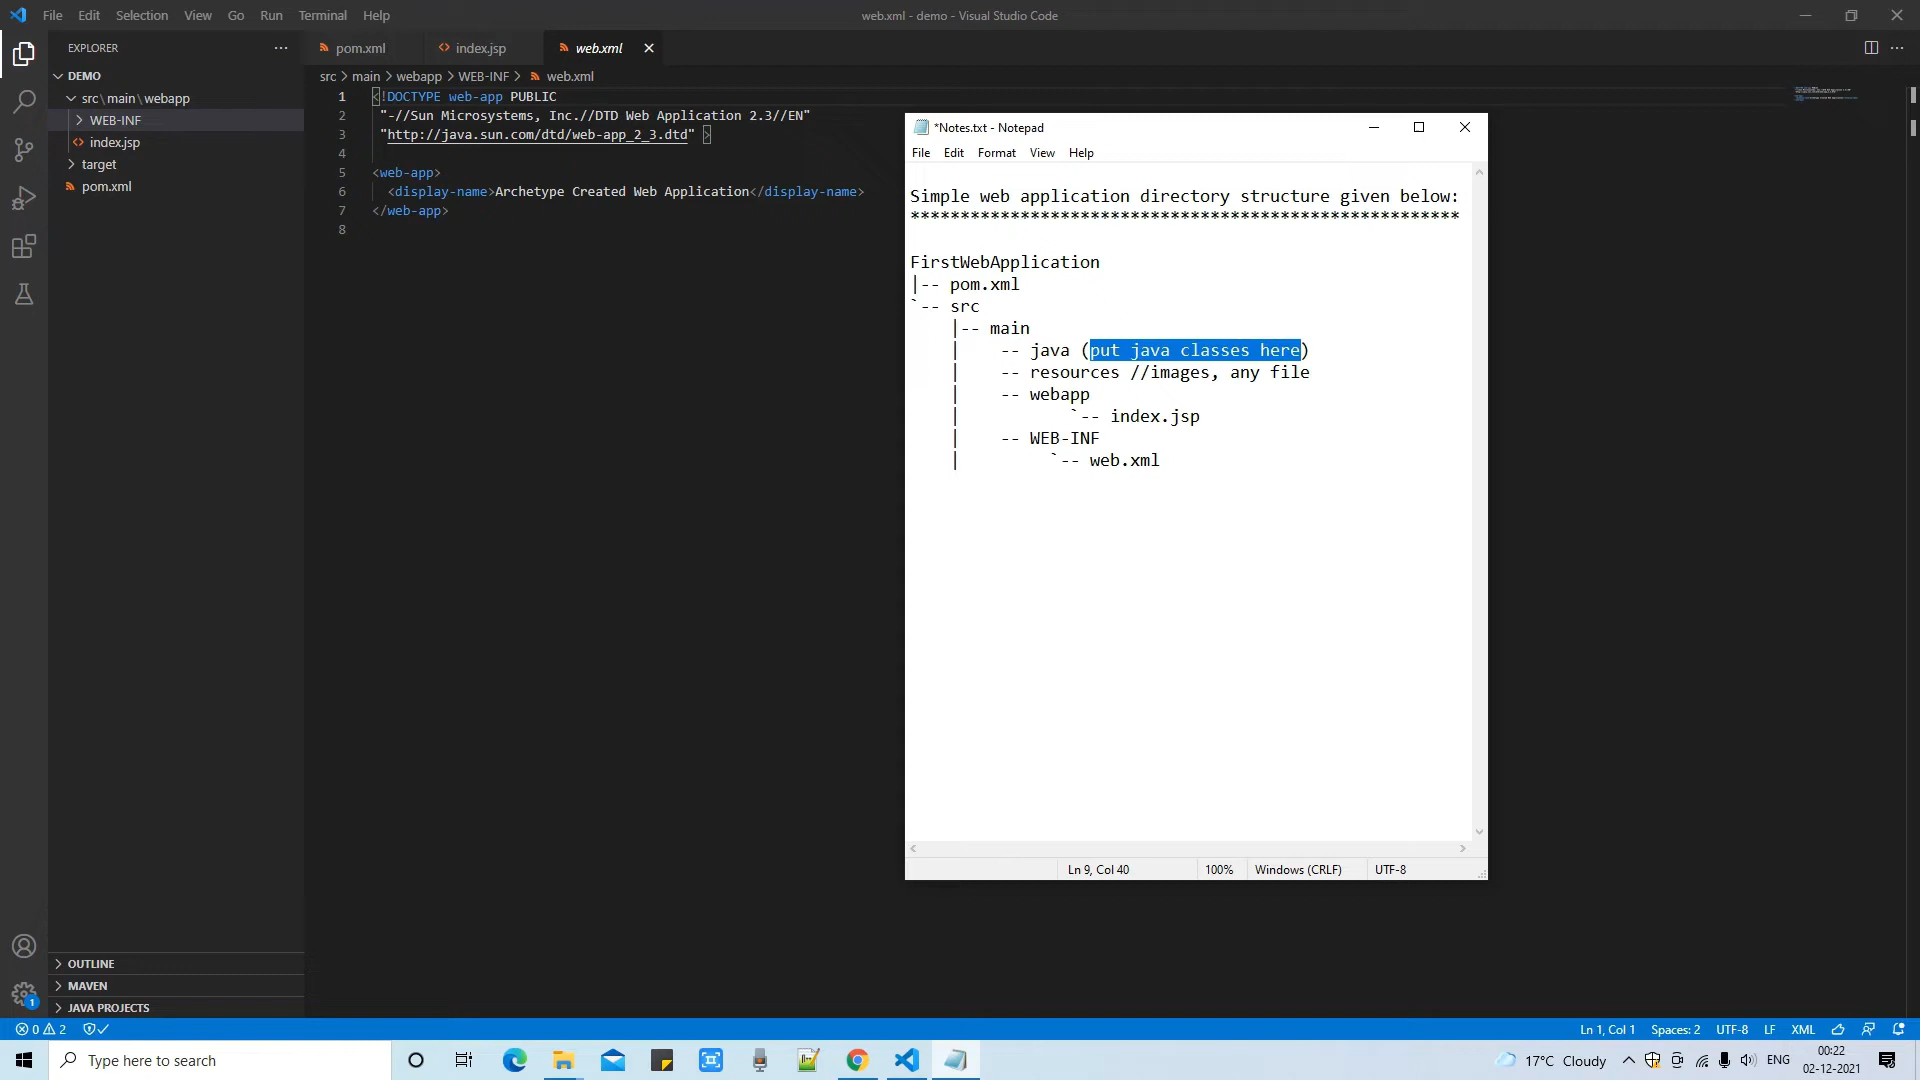 File Edit Selection View Go Run Terminal Help
web.xml - demo - Visual Studio Code
EXPLORER
pom.xml
index.jsp
web.xml
DEMO
src\main\webapp
WEB-INF
index.jsp
target
pom.xml
src > main > webapp > WEB-INF > web.xml
1 <!DOCTYPE web-app PUBLIC
2 "-//Sun Microsystems, Inc.//DTD Web Application 2.3//EN"
3 "http://java.sun.com/dtd/web-app_2_3.dtd" >
4
5 <web-app>
6 <display-name>Archetype Created Web Application</display-name>
7 </web-app>
8
*Notes.txt - Notepad
File Edit Format View Help
Simple web application directory structure given below:
*******************************************************
FirstWebApplication
|-- pom.xml
`-- src
|-- main
| -- java (put java classes here)
| -- resources //images, any file
| -- webapp
| `-- index.jsp
| -- WEB-INF
| `-- web.xml
Ln 9, Col 40
100%
Windows (CRLF)
UTF-8
OUTLINE
MAVEN
JAVA PROJECTS
1
0 2
Ln 1, Col 1
Spaces: 2
UTF-8
LF
XML
Type here to search
17°C Cloudy
ENG
00:22
02-12-2021